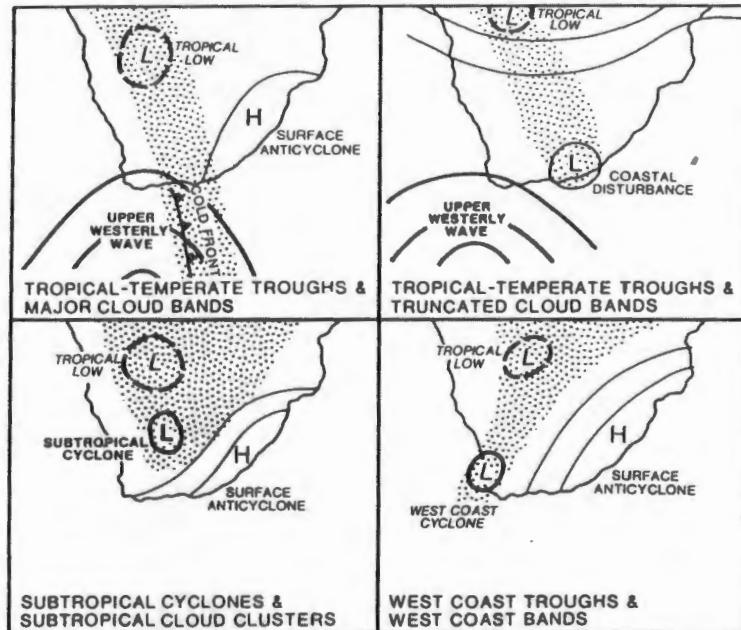 L
TROPICAL
LOW
H
SURFACE
ANTICYCLONE
COLD FRONT
UPPER
WESTERLY
WAVE
TROPICAL-TEMPERATE TROUGHS &
MAJOR CLOUD BANDS
L
TROPICAL
LOW
L
COASTAL
DISTURBANCE
UPPER
WESTERLY
WAVE
TROPICAL-TEMPERATE TROUGHS &
TRUNCATED CLOUD BANDS
TROPICAL
LOW
L
SUBTROPICAL
CYCLONE
L
H
SURFACE
ANTICYCLONE
SUBTROPICAL CYCLONES &
SUBTROPICAL CLOUD CLUSTERS
TROPICAL
LOW
L
H
L
SURFACE
ANTICYCLONE
WEST COAST
CYCLONE
WEST COAST TROUGHS &
WEST COAST BANDS